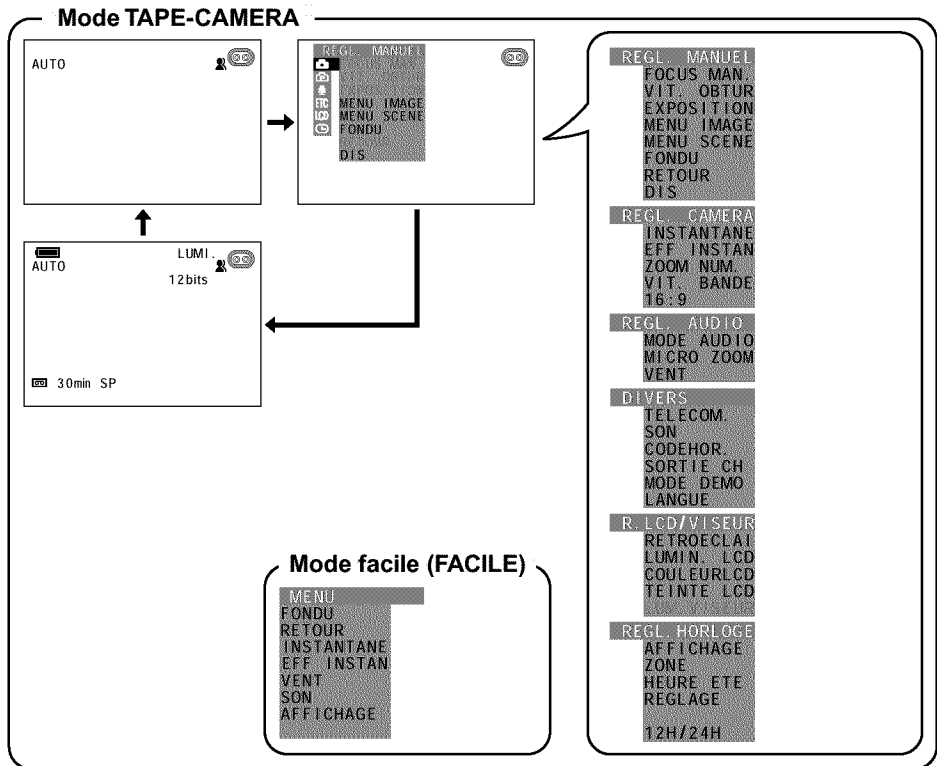 Mode TAPE-CAMERA
AUTO
REGL. MANUEL
MENU IMAGE
ETC
MENU SCENE
LCD
FONDU
DIS
LUMI.
AUTO
12bits
30min SP
REGL. MANUEL
FOCUS MAN.
VIT. OBTUR
EXPOSITION
MENU IMAGE
MENU SCENE
FONDU
RETOUR
DIS
REGL. CAMERA
INSTANTANE
EFF INSTAN
ZOOM NUM.
VIT. BANDE
16:9
REGL. AUDIO
MODE AUDIO
MICRO ZOOM
VENT
DIVERS
TELECOM.
SON
CODEHOR.
SORTIE CH
MODE DEMO
LANGUE
R.LCD/VISEUR
RETROECLAI
LUMIN. LCD
COULEURLCD
TEINTE LCD
REGL.HORLOGE
AFFICHAGE
ZONE
HEURE ETE
REGLAGE
12H/24H
Mode facile (FACILE)
MENU
FONDU
RETOUR
INSTANTANE
EFF INSTAN
VENT
SON
AFFICHAGE